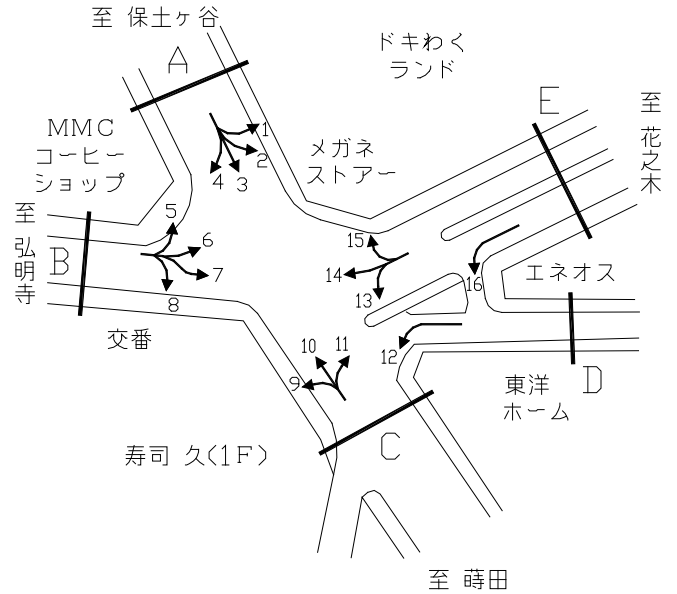 至 保土ヶ谷
A
ドキわく
ランド
E
至 花之木
MMC
コーヒー
ショップ
メガネ
ストアー
1
2
3
4
5
6
7
8
至 弘明寺
B
交番
15
14
13
16
エネオス
12
10
11
9
D
東洋
ホーム
C
寿司 久(1F)
至 蒔田